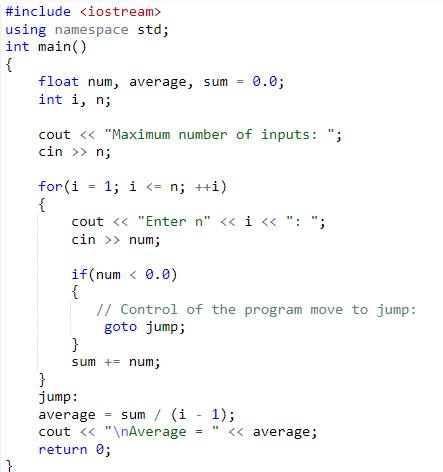 #include <iostream>
using namespace std;
int main()
{
    float num, average, sum = 0.0;
    int i, n;

    cout << "Maximum number of inputs: ";
    cin >> n;

    for(i = 1; i <= n; ++i)
    {
        cout << "Enter n" << i << ": ";
        cin >> num;

        if(num < 0.0)
        {
           // Control of the program move to jump:
            goto jump;
        }
        sum += num;
    }
    jump:
    average = sum / (i - 1);
    cout << "\nAverage = " << average;
    return 0;
}